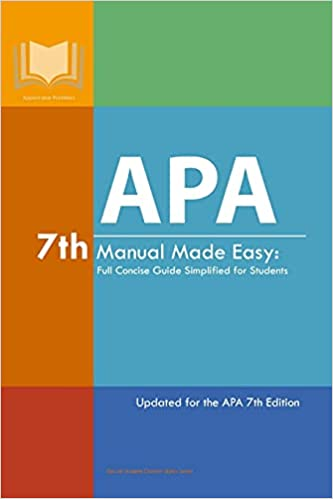 APA
7th Manual Made Easy:
Full Concise Guide Simplified for Students
Updated for the APA 7th Edition